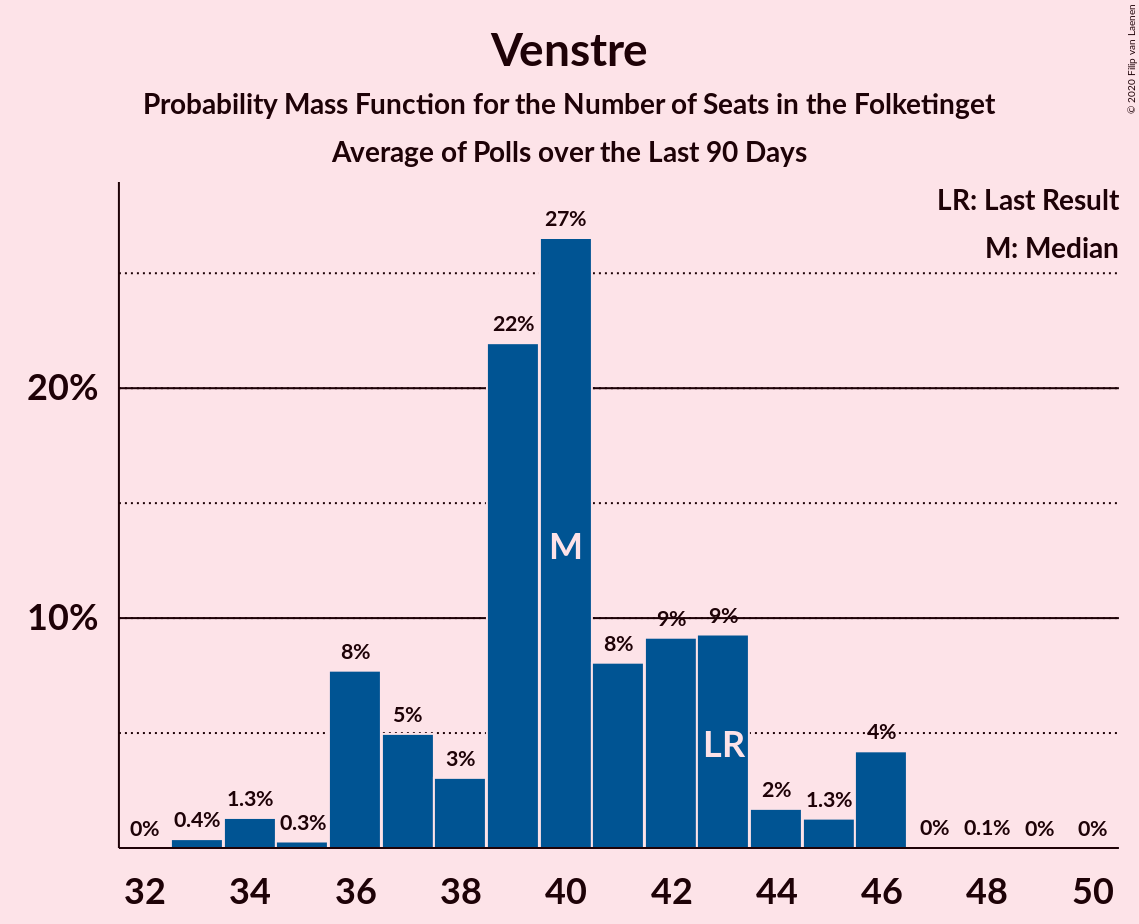 Venstre
Probability Mass Function for the Number of Seats in the Folketinget
Average of Polls over the Last 90 Days
© 2020 Filip van Laenen
LR: Last Result
M: Median
20%
10%
0%
0.4%
1.3%
0.3%
8%
5%
3%
22%
27%
8%
9%
9%
2%
1.3%
4%
0%
0.1%
0%
0%
M
LR
32 34 36 38 40 42 44 46 48 50